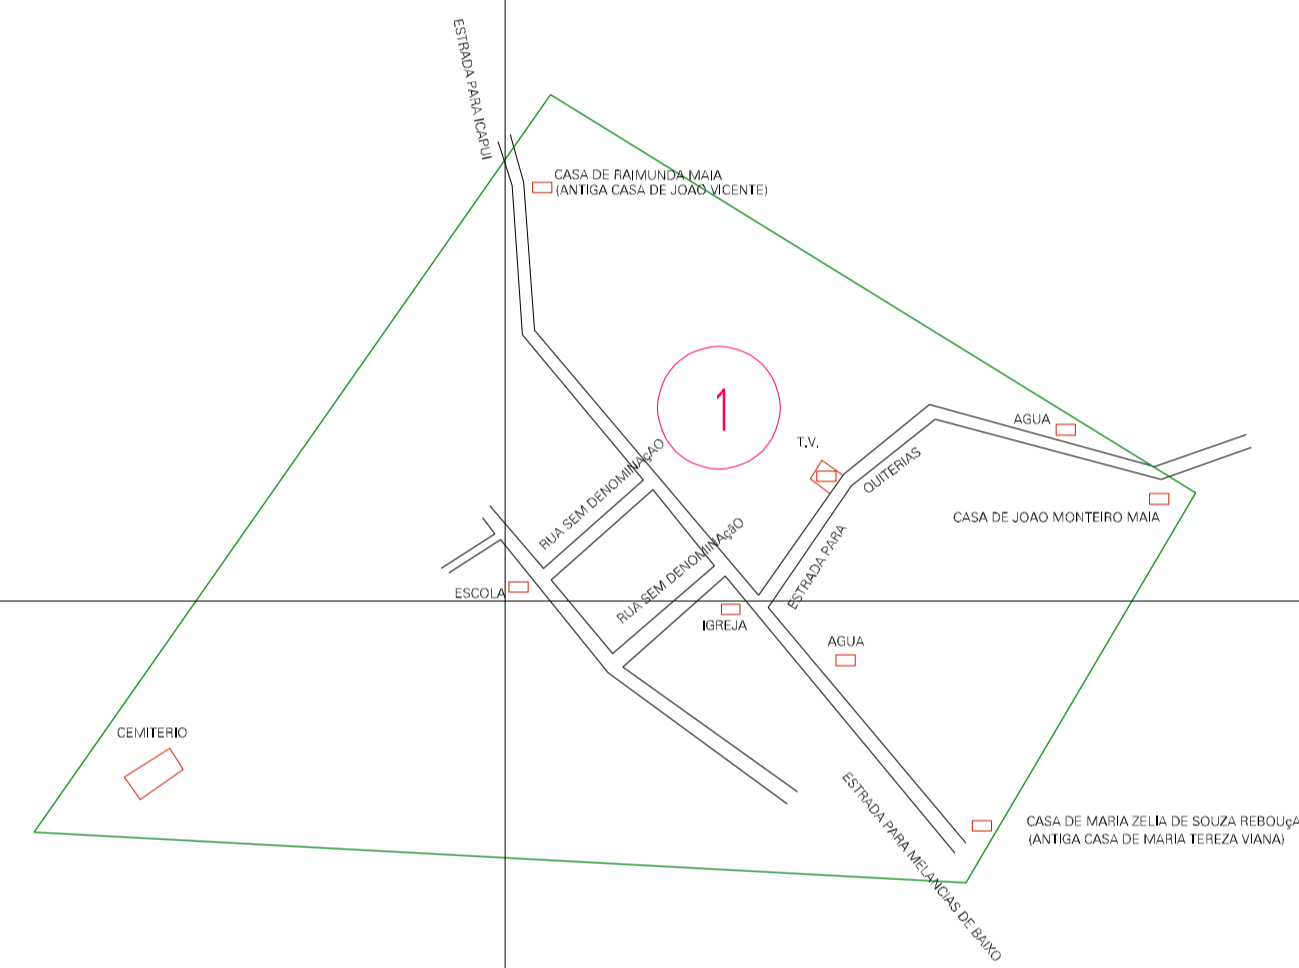 ESTRADA PARA ICAPUI
CASA DE RAIMUNDA MAIA
(ANTIGA CASA DE JOAO VICENTE)
1
AGUA
T.V.
QUITERIAS
RUA SEM DENOMINAçAO
CASA DE JOAO MONTEIRO MAIA
RUA SEM DENOMINAçãO
ESTRADA PARA
ESCOLA
IGREJA
AGUA
CEMITERIO
ESTRADA PARA MELANCIAS DE BAIXO
CASA DE MARIA ZELIA DE SOUZA REBOUçA
(ANTIGA CASA DE MARIA TEREZA VIANA)